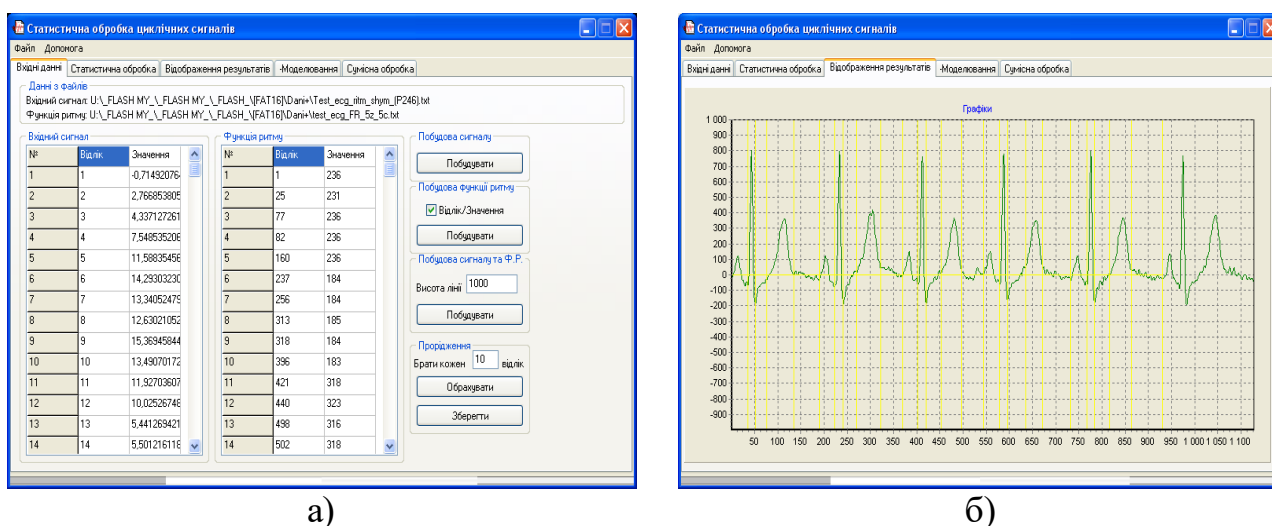 Статистична обробка циклічних сигналів
Файл Допомога
Вхідні данні Статистична обробка Відображення результатів -Моделювання Сумісна обробка
Данні з файлів
Вхідний сигнал: U:\_FLASH MY_\_FLASH MY_\_FLASH_\[FAT16]\Dani+\Test_ecg_ritm_shym_(P246).txt
Функція ритму: U:\_FLASH MY_\_FLASH MY_\_FLASH_\[FAT16]\Dani+\test_ecg_FR_5z_5c.txt
Вхідний сигнал
№ Відлік Значення
1 1 -0,71492076
2 2 2,766853805
3 3 4,337127261
4 4 7,548535206
5 5 11,58835456
6 6 14,29303230
7 7 13,34052479
8 8 12,63021052
9 9 15,36945844
10 10 13,49070172
11 11 11,92703607
12 12 10,02526748
13 13 5,441269421
14 14 5,501216118
Функція ритму
№ Відлік Значення
1 1 236
2 25 231
3 77 236
4 82 236
5 160 236
6 237 184
7 256 184
8 313 185
9 318 184
10 396 183
11 421 318
12 440 323
13 498 316
14 502 318
Побудова сигналу
Побудувати
Побудова функції ритму
Відлік/Значення
Побудувати
Побудова сигналу та Ф.Р.
Висота лінії 1000
Побудувати
Прорідження
Брати кожен 10 відлік
Обрахувати
Зберегти
а)
Статистична обробка циклічних сигналів
Файл Допомога
Вхідні данні Статистична обробка Відображення результатів -Моделювання Сумісна обробка
Графіки
1 000
900
800
700
600
500
400
300
200
100
0
-100
-200
-300
-400
-500
-600
-700
-800
-900
50 100 150 200 250 300 350 400 450 500 550 600 650 700 750 800 850 900 950 1 000 1 050 1 100
б)